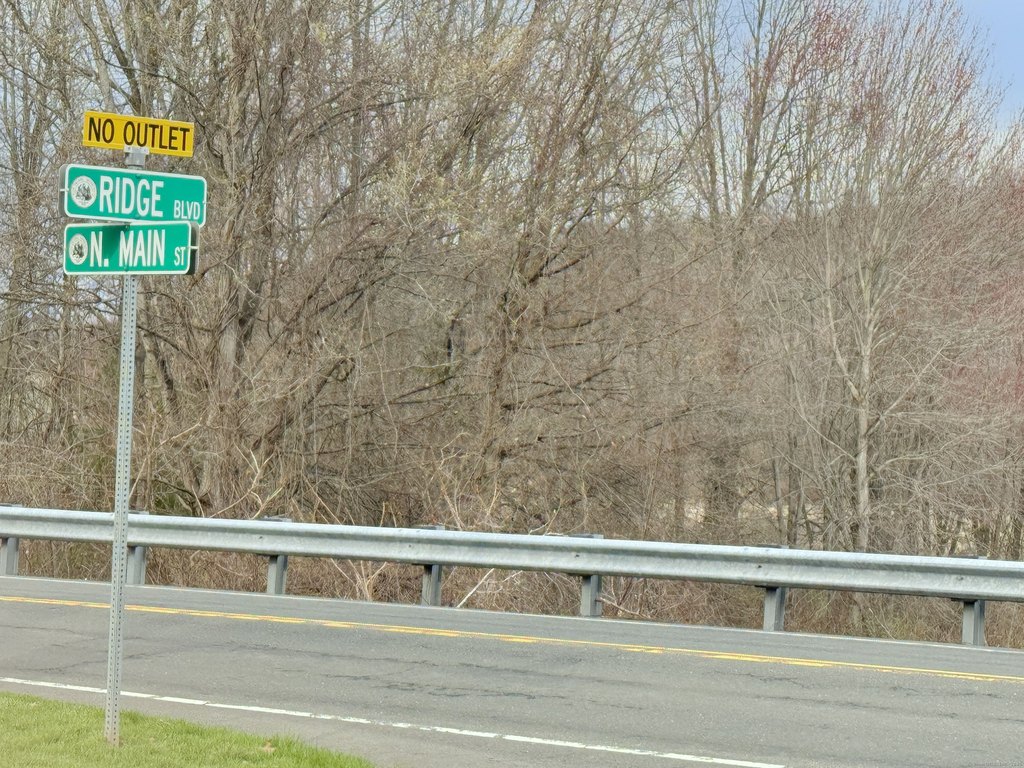 NO OUTLET
RIDGE BLVD
N. MAIN ST